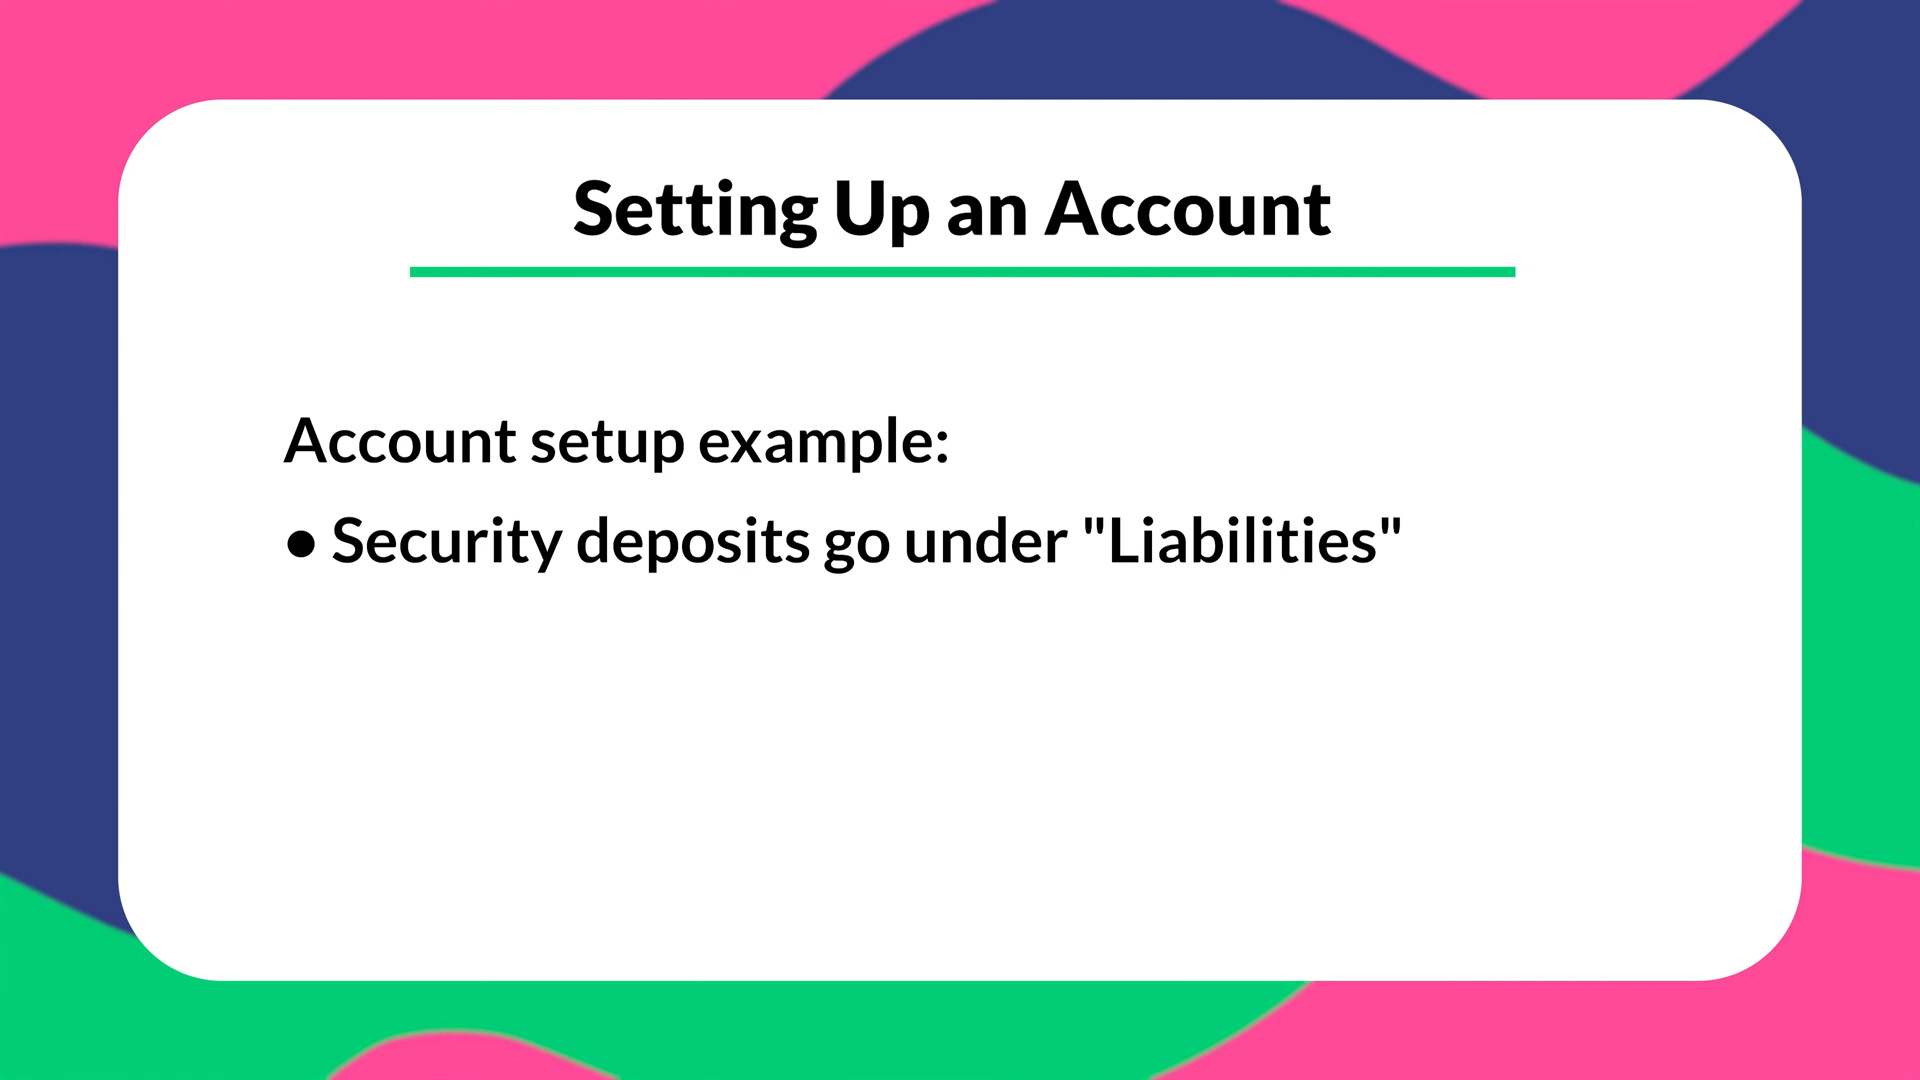 Setting Up an Account
Account setup example:
● Security deposits go under "Liabilities"